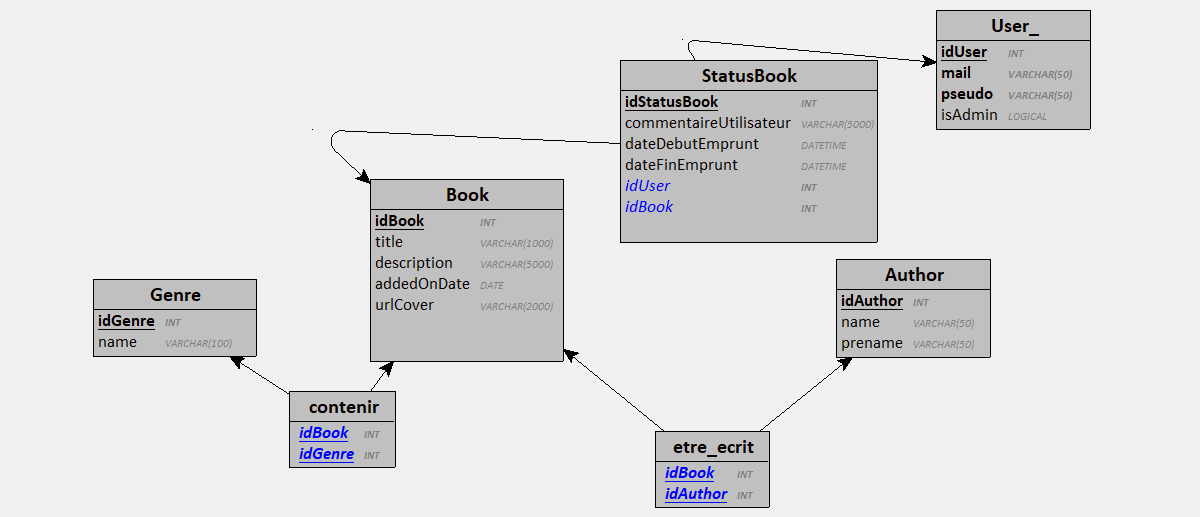 User_
idUser INT
mail VARCHAR(50)
pseudo VARCHAR(50)
isAdmin LOGICAL
StatusBook
idStatusBook INT
commentaireUtilisateur VARCHAR(5000)
dateDebutEmprunt DATETIME
dateFinEmprunt DATETIME
idUser INT
idBook INT
Book
idBook INT
title VARCHAR(1000)
description VARCHAR(5000)
addedOnDate DATE
urlCover VARCHAR(2000)
Genre
idGenre INT
name VARCHAR(100)
Author
idAuthor INT
name VARCHAR(50)
prename VARCHAR(50)
contenir
idBook INT
idGenre INT
etre_ecrit
idBook INT
idAuthor INT